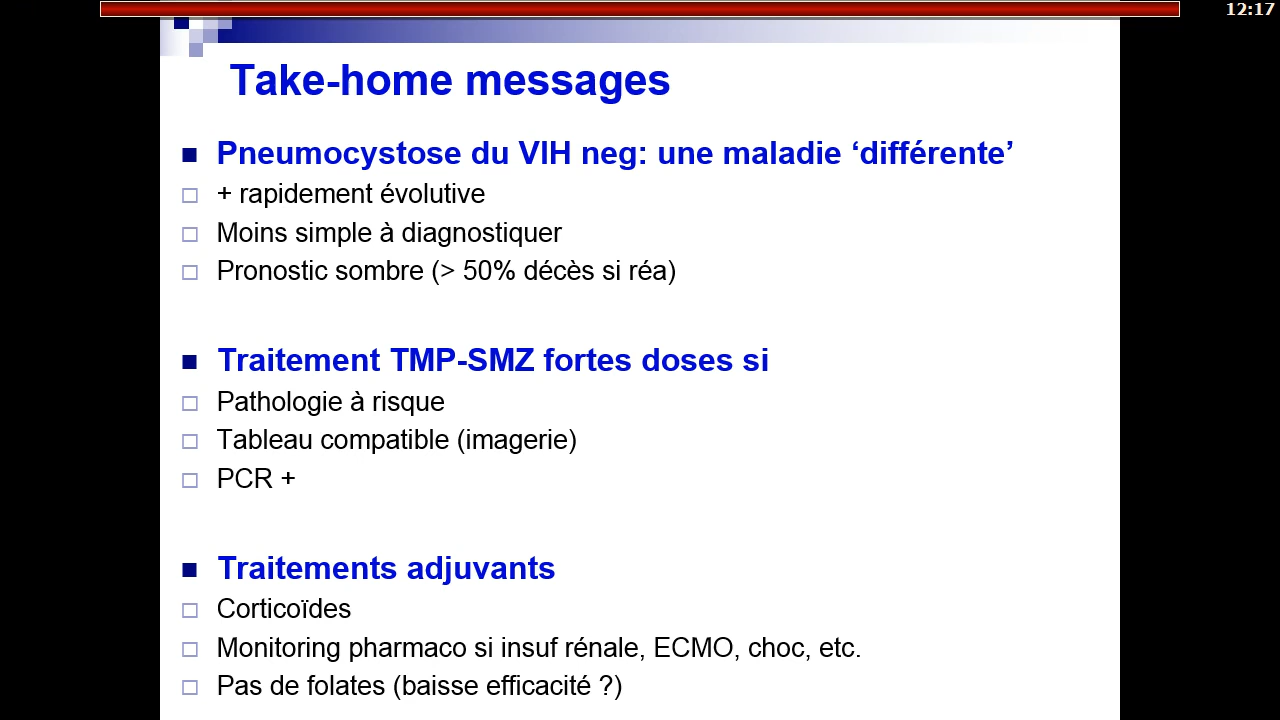 12:17
Take-home messages
Pneumocystose du VIH neg: une maladie ‘différente’
+ rapidement évolutive
Moins simple à diagnostiquer
Pronostic sombre (> 50% décès si réa)
Traitement TMP-SMZ fortes doses si
Pathologie à risque
Tableau compatible (imagerie)
PCR +
Traitements adjuvants
Corticoïdes
Monitoring pharmaco si insuf rénale, ECMO, choc, etc.
Pas de folates (baisse efficacité ?)